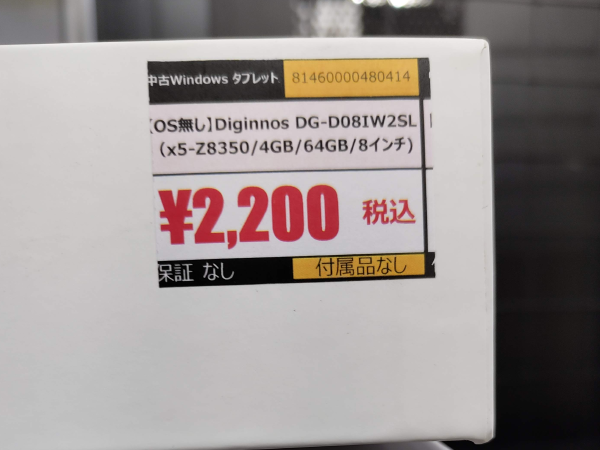 中古Windows タブレット 81460000480414
【OS無し】Diginnos DG-D08IW2SL
(x5-Z8350/4GB/64GB/8インチ)
¥2,200 税込
保証 なし 付属品なし